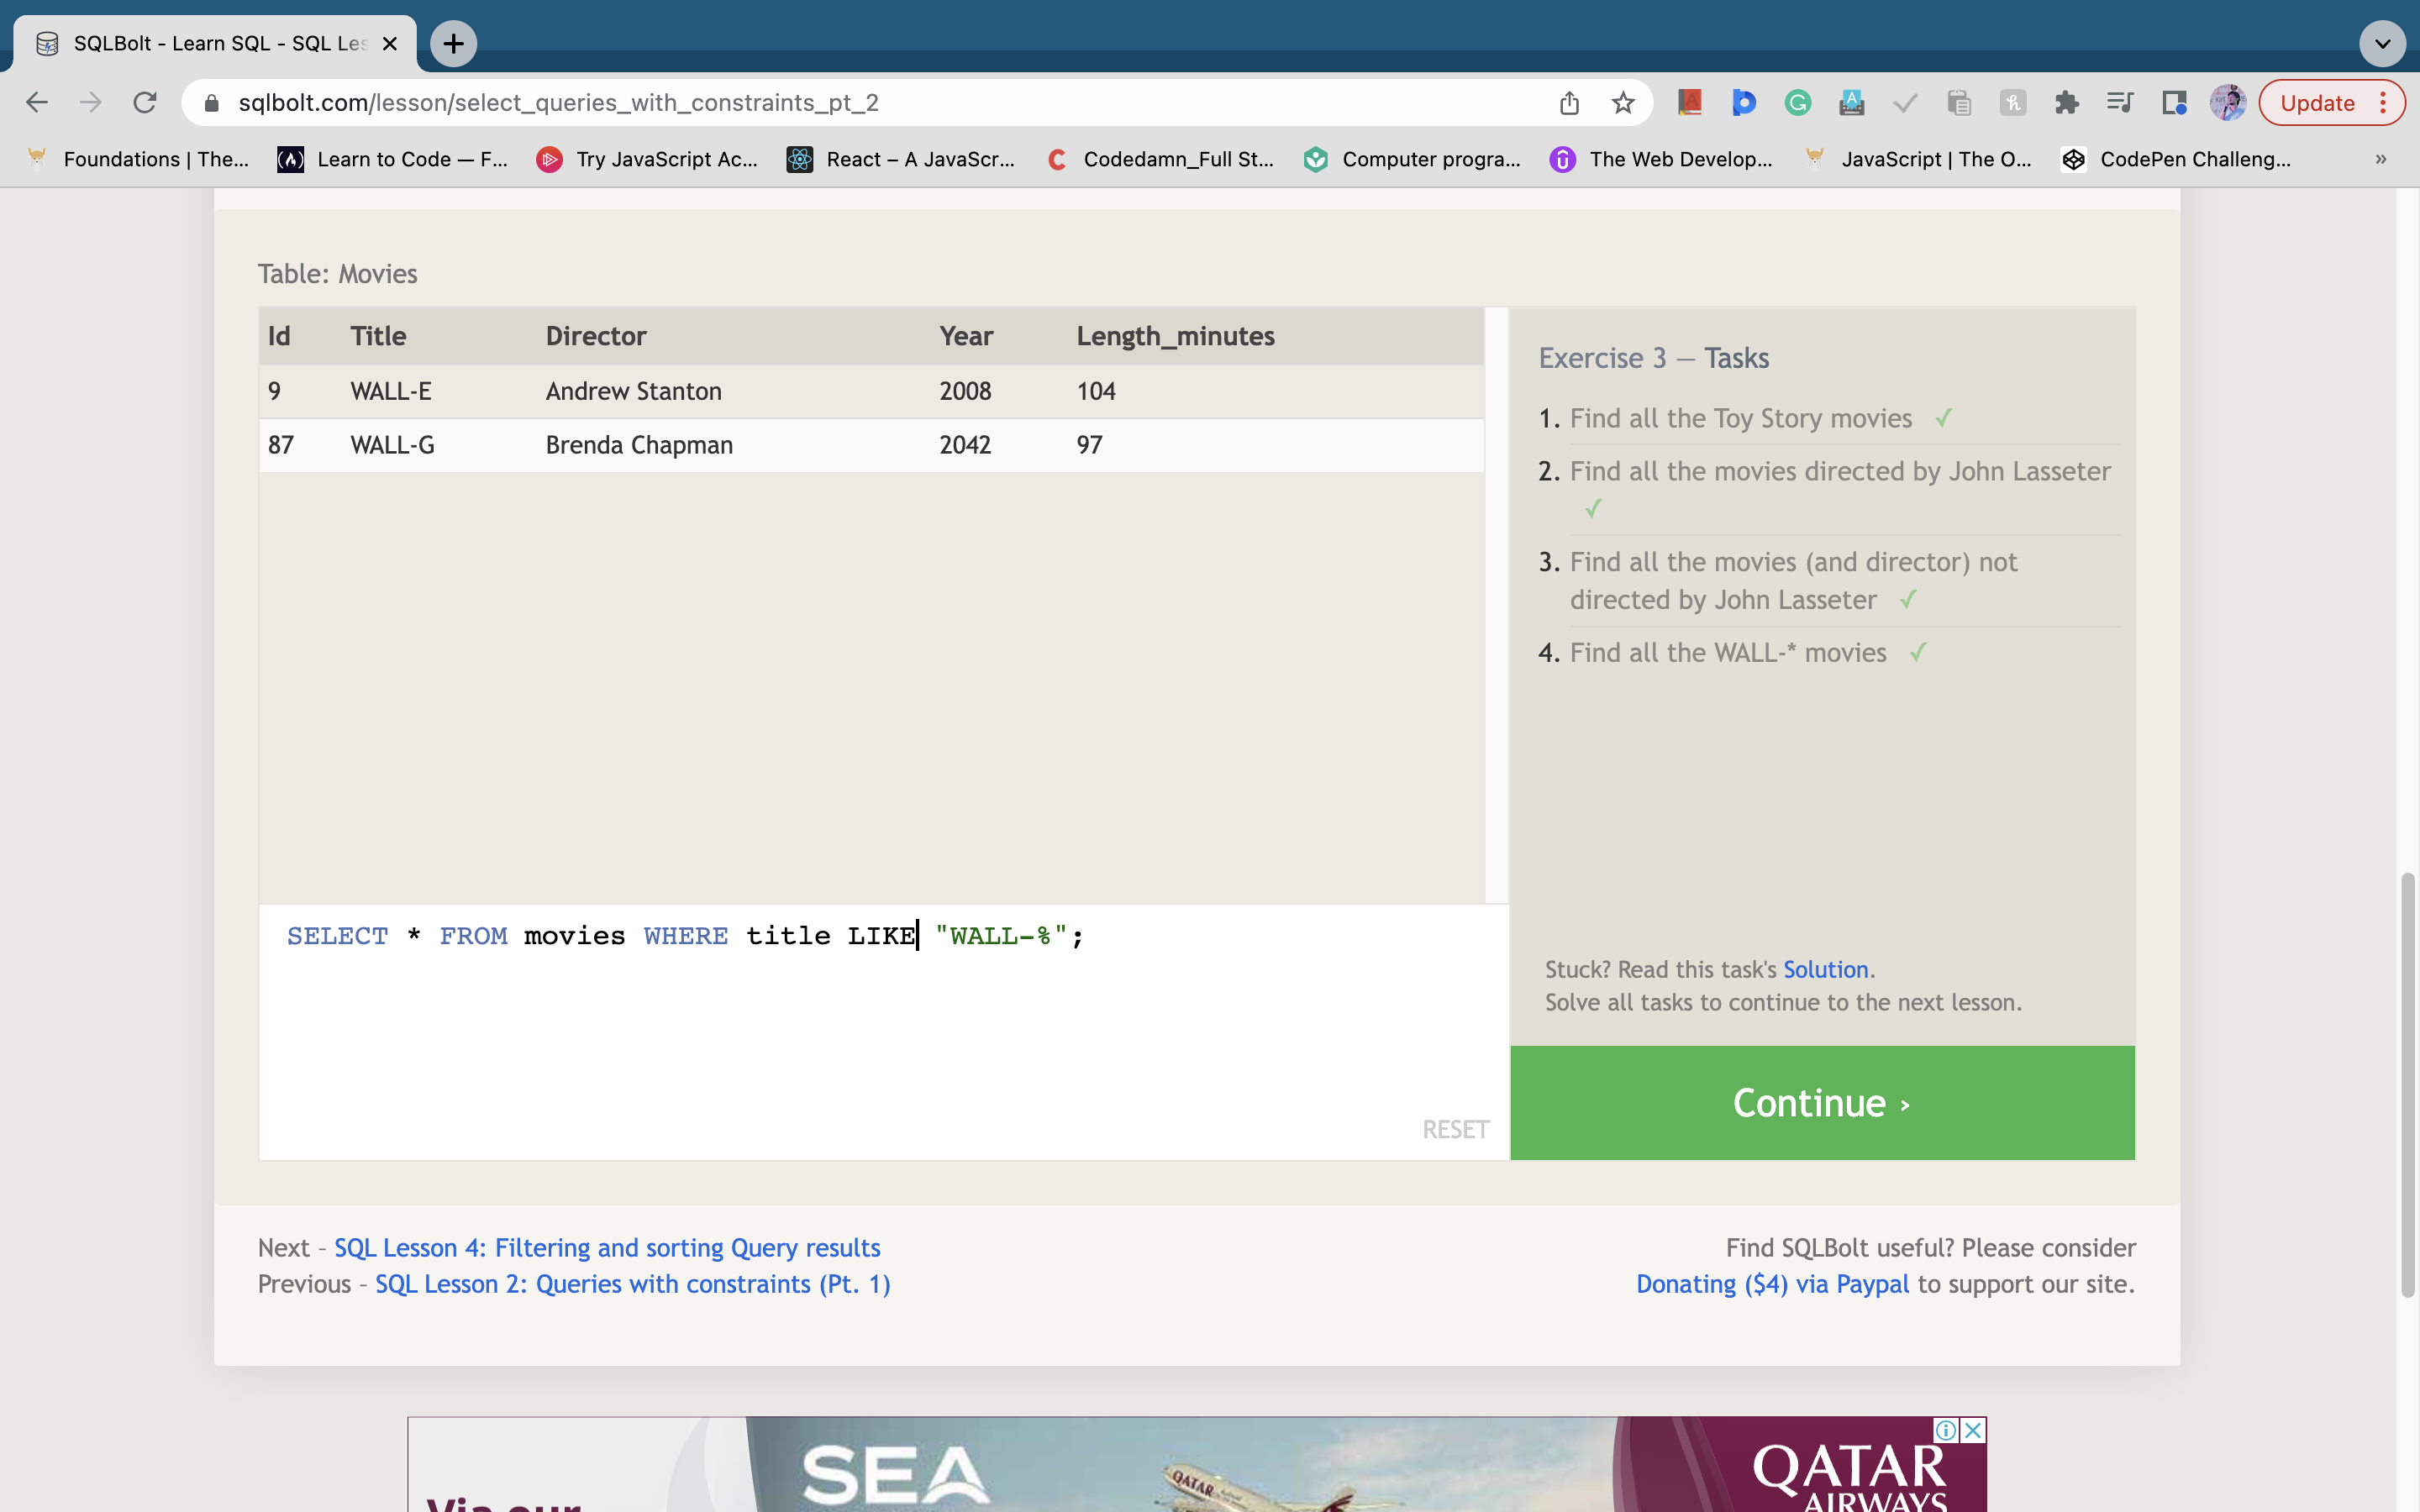 SQLBolt - Learn SQL - SQL Les
sqlbolt.com/lesson/select_queries_with_constraints_pt_2
Update
Foundations | The... Learn to Code — F... Try JavaScript Ac... React – A JavaScr... Codedamn_Full St... Computer progra... The Web Develop... JavaScript | The O... CodePen Challeng... »
Table: Movies
Id Title Director Year Length_minutes
9 WALL-E Andrew Stanton 2008 104
87 WALL-G Brenda Chapman 2042 97
SELECT * FROM movies WHERE title LIKE "WALL-%";
RESET
Exercise 3 — Tasks
1. Find all the Toy Story movies ✓
2. Find all the movies directed by John Lasseter
✓
3. Find all the movies (and director) not
directed by John Lasseter ✓
4. Find all the WALL-* movies ✓
Stuck? Read this task's Solution.
Solve all tasks to continue to the next lesson.
Continue ›
Next – SQL Lesson 4: Filtering and sorting Query results
Previous – SQL Lesson 2: Queries with constraints (Pt. 1)
Find SQLBolt useful? Please consider
Donating ($4) via Paypal to support our site.
Via our
SEA
QATAR
QATAR
AIRWAYS